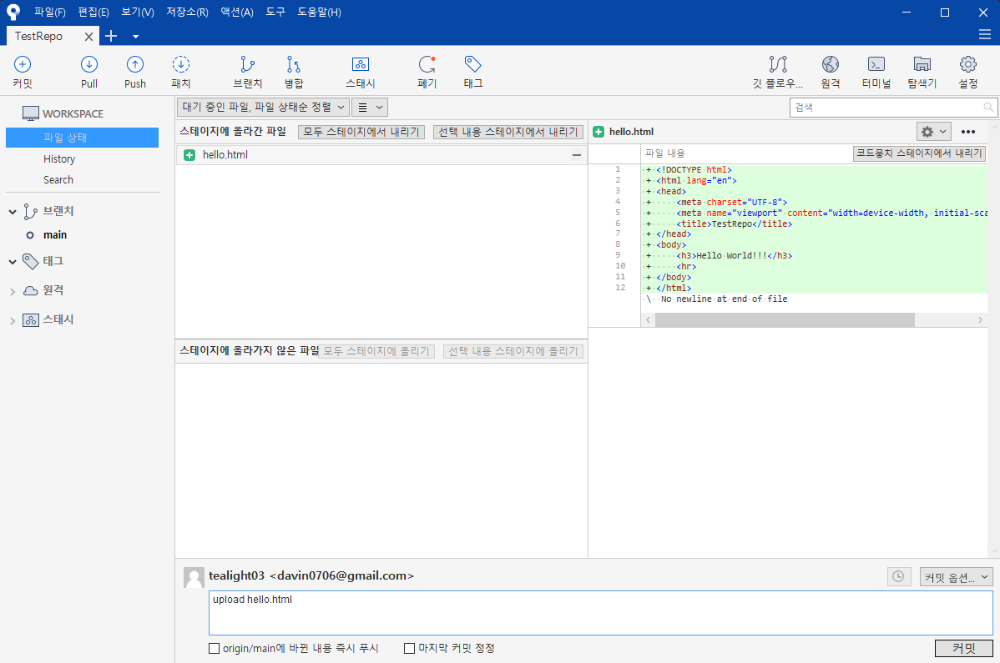 파일(F) 편집(E) 보기(V) 저장소(R) 액션(A) 도구 도움말(H)
TestRepo
커밋 Pull Push 패치 브랜치 병합 스태시 폐기 태그 깃 플로우... 원격 터미널 탐색기 설정
WORKSPACE
파일 상태
History
Search
브랜치
main
태그
원격
스태시
대기 중인 파일, 파일 상태순 정렬
검색
스테이지에 올라간 파일 모두 스테이지에서 내리기 선택 내용 스테이지에서 내리기
hello.html
스테이지에 올라가지 않은 파일 모두 스테이지에 올리기 선택 내용 스테이지에 올리기
hello.html
파일 내용 코드뭉치 스테이지에서 내리기
1 + <!DOCTYPE html>
2 + <html lang="en">
3 + <head>
4 + <meta charset="UTF-8">
5 + <meta name="viewport" content="width=device-width, initial-sca
6 + <title>TestRepo</title>
7 + </head>
8 + <body>
9 + <h3>Hello World!!!</h3>
10 + <hr>
11 + </body>
12 + </html>
\ No newline at end of file
tealight03 <davin0706@gmail.com>
커밋 옵션...
upload hello.html
origin/main에 바뀐 내용 즉시 푸시 마지막 커밋 정정
커밋